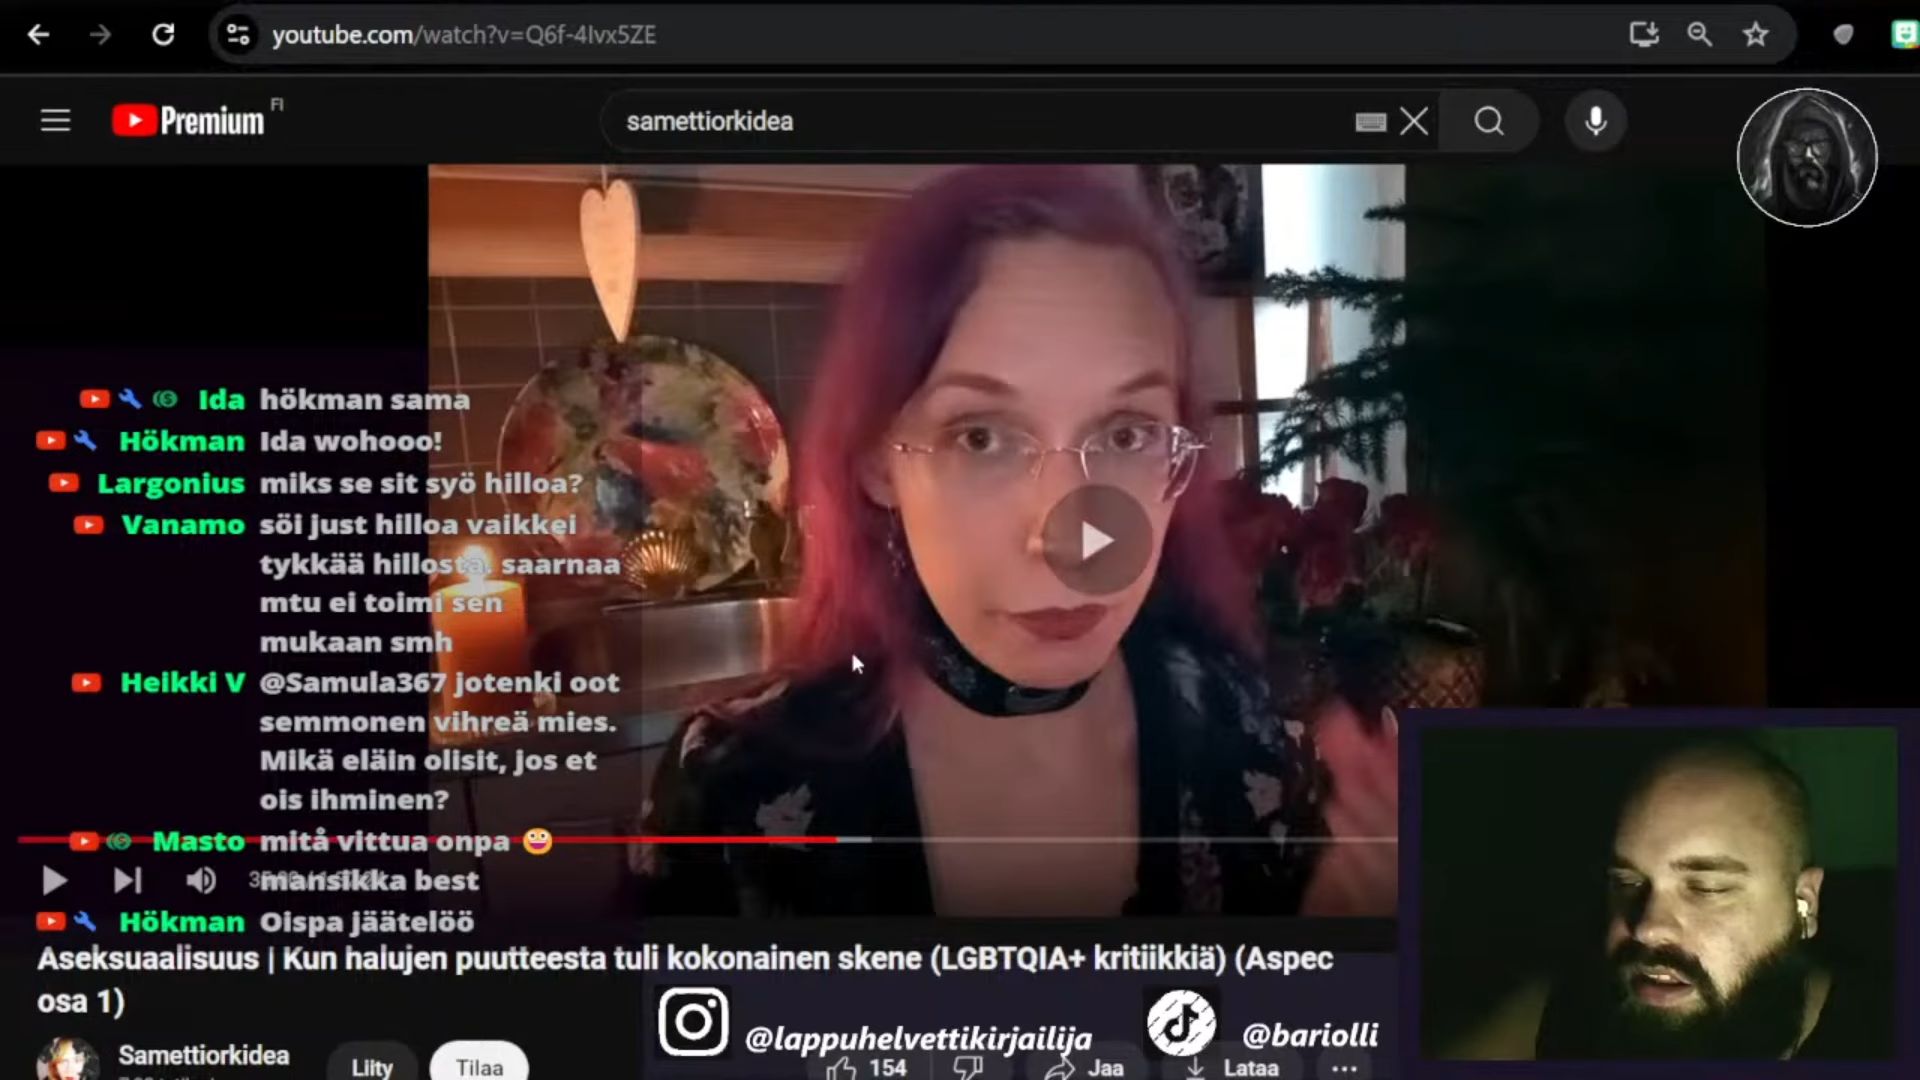 youtube.com/watch?v=Q6f-4lvx5ZE
Premium FI
samettiorkidea
Ida hökman sama
Hökman Ida wohooo!
Largonius miks se sit syö hilloa?
Vanamo söi just hilloa vaikkei
tykkää hillosta. saarnaa
mtu ei toimi sen
mukaan smh
Heikki V @Samula367 jotenki oot
semmonen vihreä mies.
Mikä eläin olisit, jos et
ois ihminen?
Masto mitå vittua onpa
mansikka best
Hökman Oispa jäätelöö
Aseksuaalisuus | Kun halujen puutteesta tuli kokonainen skene (LGBTQIA+ kritiikkiä) (Aspec
osa 1)
@lappuhelvettikirjailija @bariolli
Samettiorkidea Liity Tilaa 154 Jaa Lataa